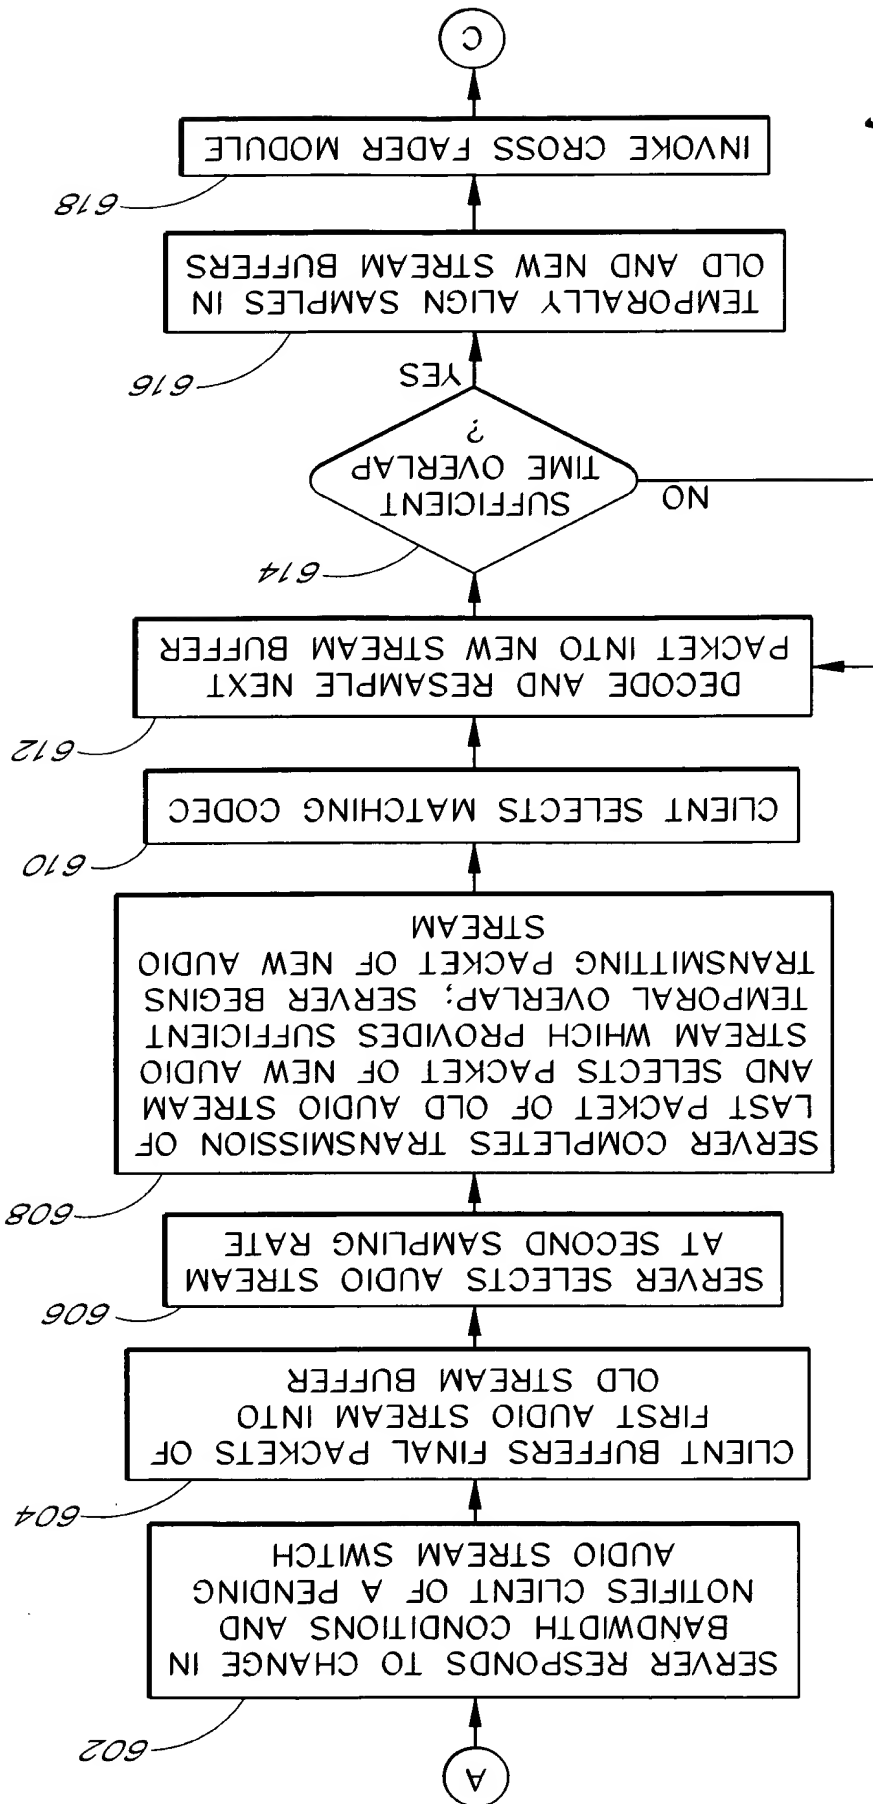 A
602
SERVER RESPONDS TO CHANGE IN
BANDWIDTH CONDITIONS AND
NOTIFIES CLIENT OF A PENDING
AUDIO STREAM SWITCH
604
CLIENT BUFFERS FINAL PACKETS OF
FIRST AUDIO STREAM INTO
OLD STREAM BUFFER
606
SERVER SELECTS AUDIO STREAM
AT SECOND SAMPLING RATE
608
SERVER COMPLETES TRANSMISSION OF
LAST PACKET OF OLD AUDIO STREAM
AND SELECTS PACKET OF NEW AUDIO
STREAM WHICH PROVIDES SUFFICIENT
TEMPORAL OVERLAP; SERVER BEGINS
TRANSMITTING PACKET OF NEW AUDIO
STREAM
610
CLIENT SELECTS MATCHING CODEC
612
DECODE AND RESAMPLE NEXT
PACKET INTO NEW STREAM BUFFER
614
SUFFICIENT
TIME OVERLAP
?
NO
YES
616
TEMPORALLY ALIGN SAMPLES IN
OLD AND NEW STREAM BUFFERS
618
INVOKE CROSS FADER MODULE
C